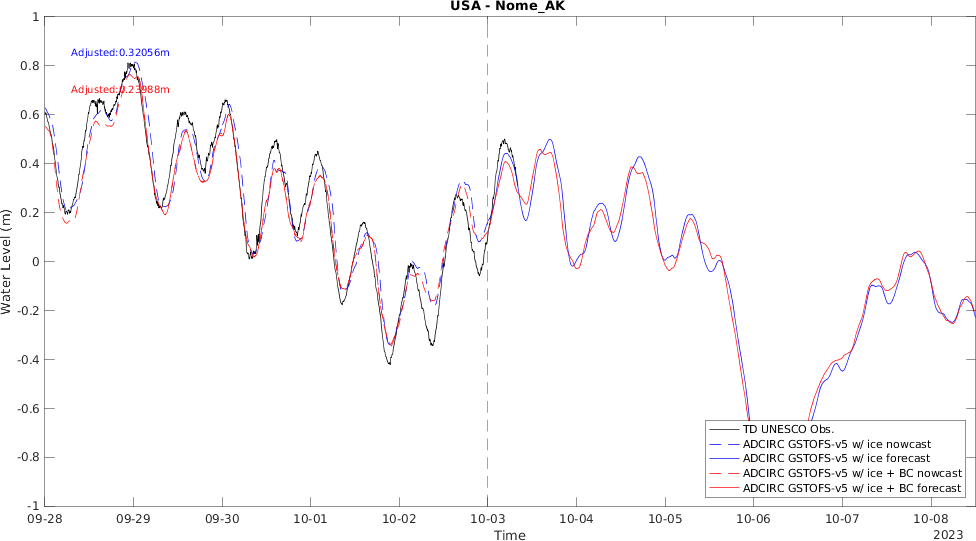 USA - Nome_AK
1
0.8
0.6
0.4
0.2
0
-0.2
-0.4
-0.6
-0.8
-1
Water Level (m)
Adjusted:0.32056m
Adjusted:0.23988m
TD UNESCO Obs.
ADCIRC GSTOFS-v5 w/ ice nowcast
ADCIRC GSTOFS-v5 w/ ice forecast
ADCIRC GSTOFS-v5 w/ ice + BC nowcast
ADCIRC GSTOFS-v5 w/ ice + BC forecast
09-28 09-29 09-30 10-01 10-02 10-03 10-04 10-05 10-06 10-07 10-08
Time
2023